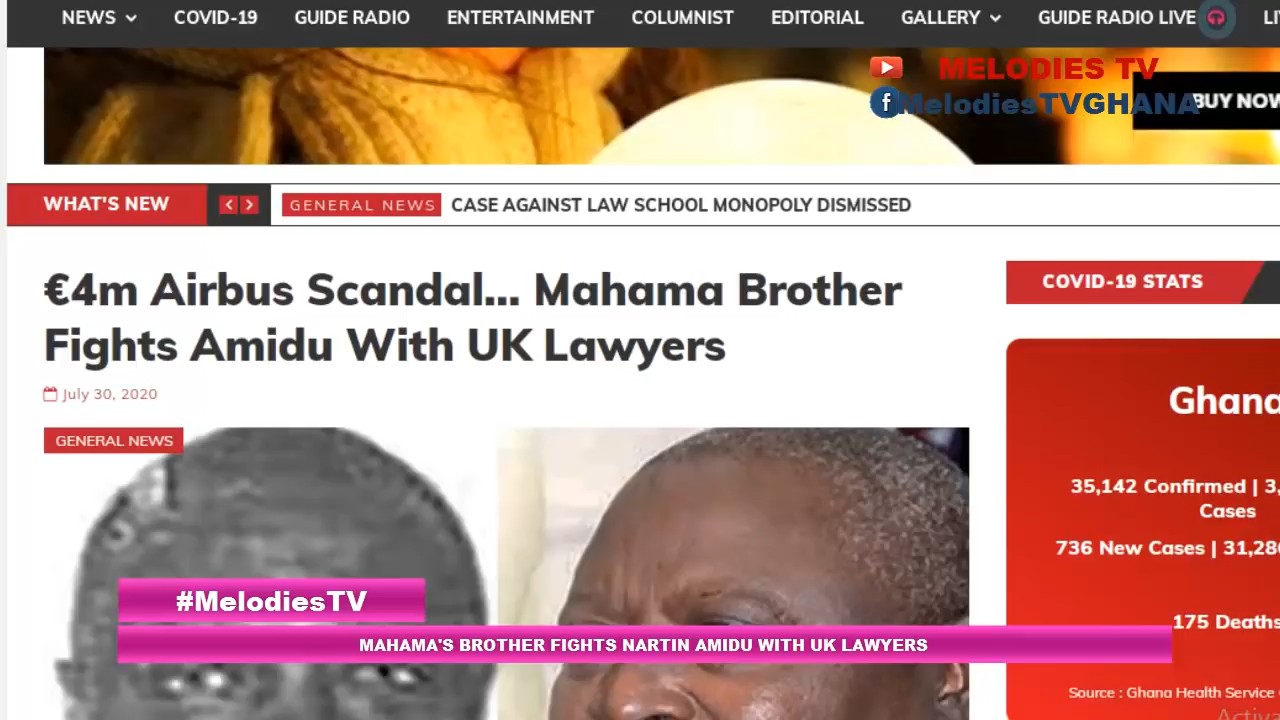 NEWS COVID-19 GUIDE RADIO ENTERTAINMENT COLUMNIST EDITORIAL GALLERY GUIDE RADIO LIVE
MELODIES TV
f MelodiesTVGHANA
BUY NOW
WHAT'S NEW
GENERAL NEWS CASE AGAINST LAW SCHOOL MONOPOLY DISMISSED
€4m Airbus Scandal... Mahama Brother
Fights Amidu With UK Lawyers
July 30, 2020
GENERAL NEWS
COVID-19 STATS
Ghana
35,142 Confirmed | 3,
Cases
736 New Cases | 31,286
175 Deaths
Source : Ghana Health Service
#MelodiesTV
MAHAMA'S BROTHER FIGHTS NARTIN AMIDU WITH UK LAWYERS